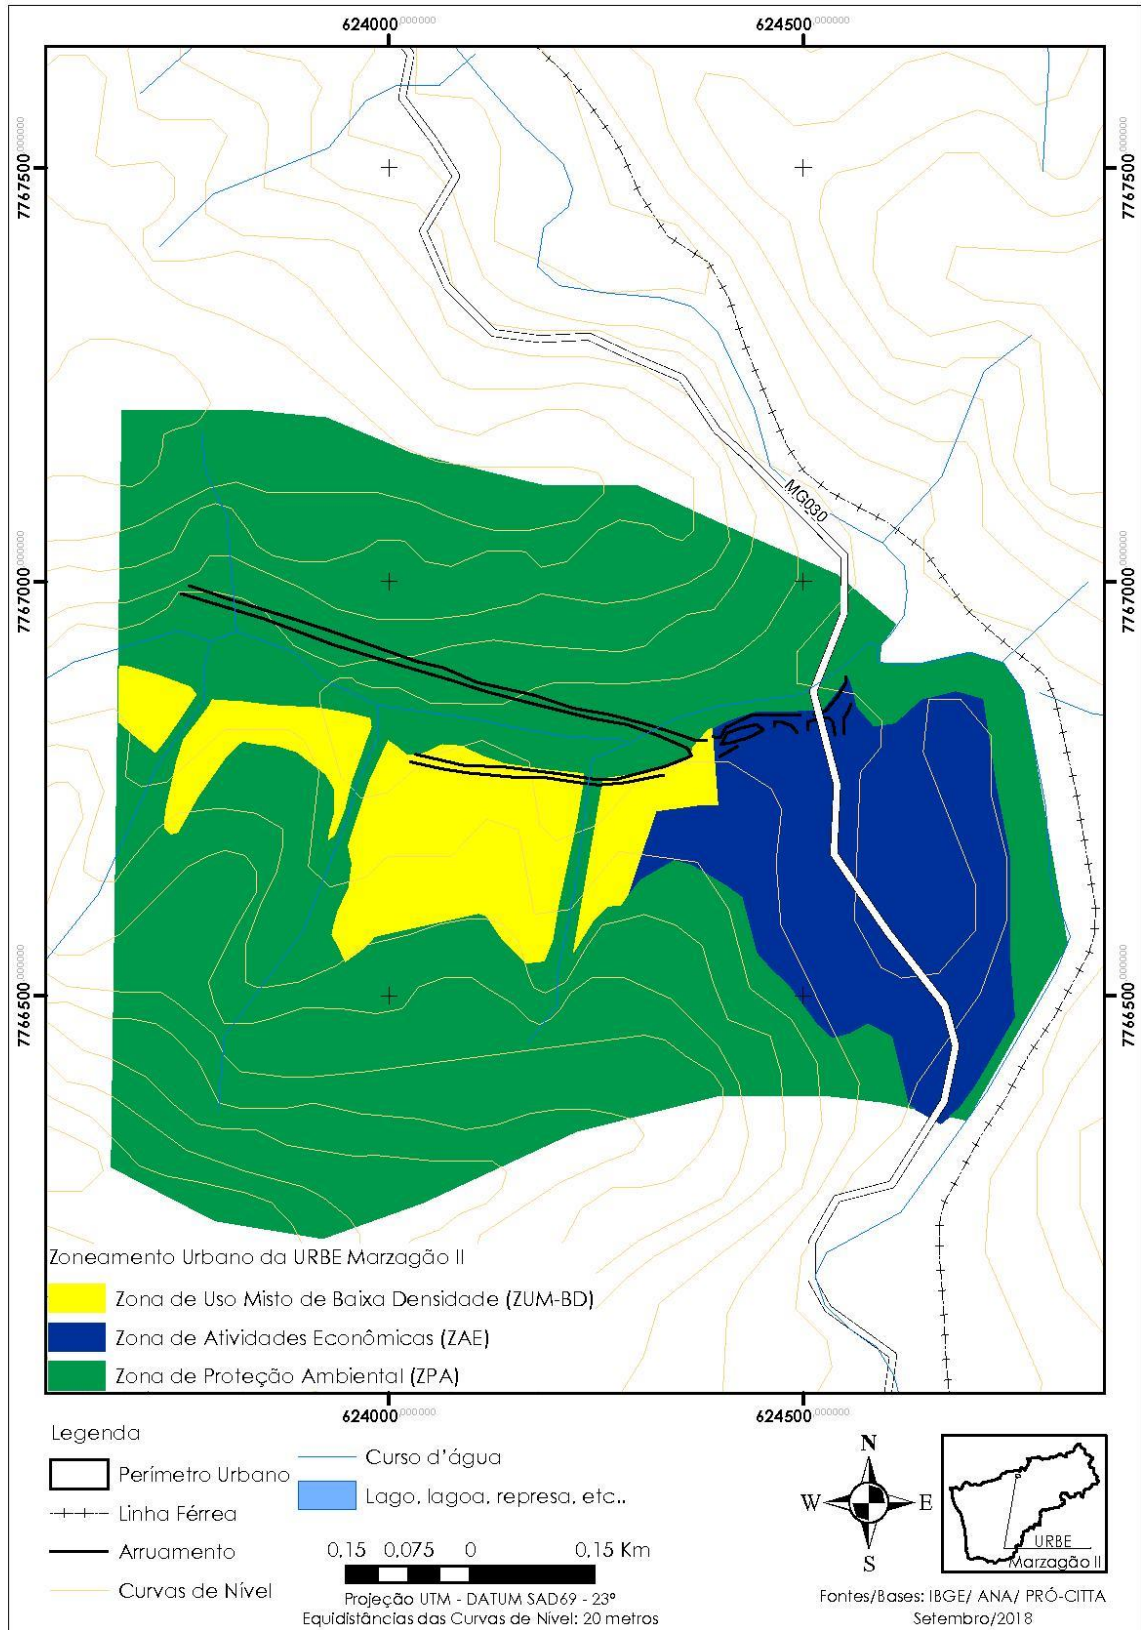 624000,000000 624500,000000
7767500,000000
7767500,000000
MG030
7767000,000000
7767000,000000
7766500,000000
7766500,000000
Zoneamento Urbano da URBE Marzagão II
Zona de Uso Misto de Baixa Densidade (ZUM-BD)
Zona de Atividades Econômicas (ZAE)
Zona de Proteção Ambiental (ZPA)
624000,000000 624500,000000
Legenda
Perímetro Urbano
Linha Férrea
Arruamento
Curvas de Nível
Curso d'água
Lago, lagoa, represa, etc..
0,15 0,075 0 0,15 Km
Projeção UTM - DATUM SAD69 - 23º
Equidistâncias das Curvas de Nível: 20 metros
N
W E
S
URBE
Marzagão II
Fontes/Bases: IBGE/ ANA/ PRÓ-CITTA
Setembro/2018